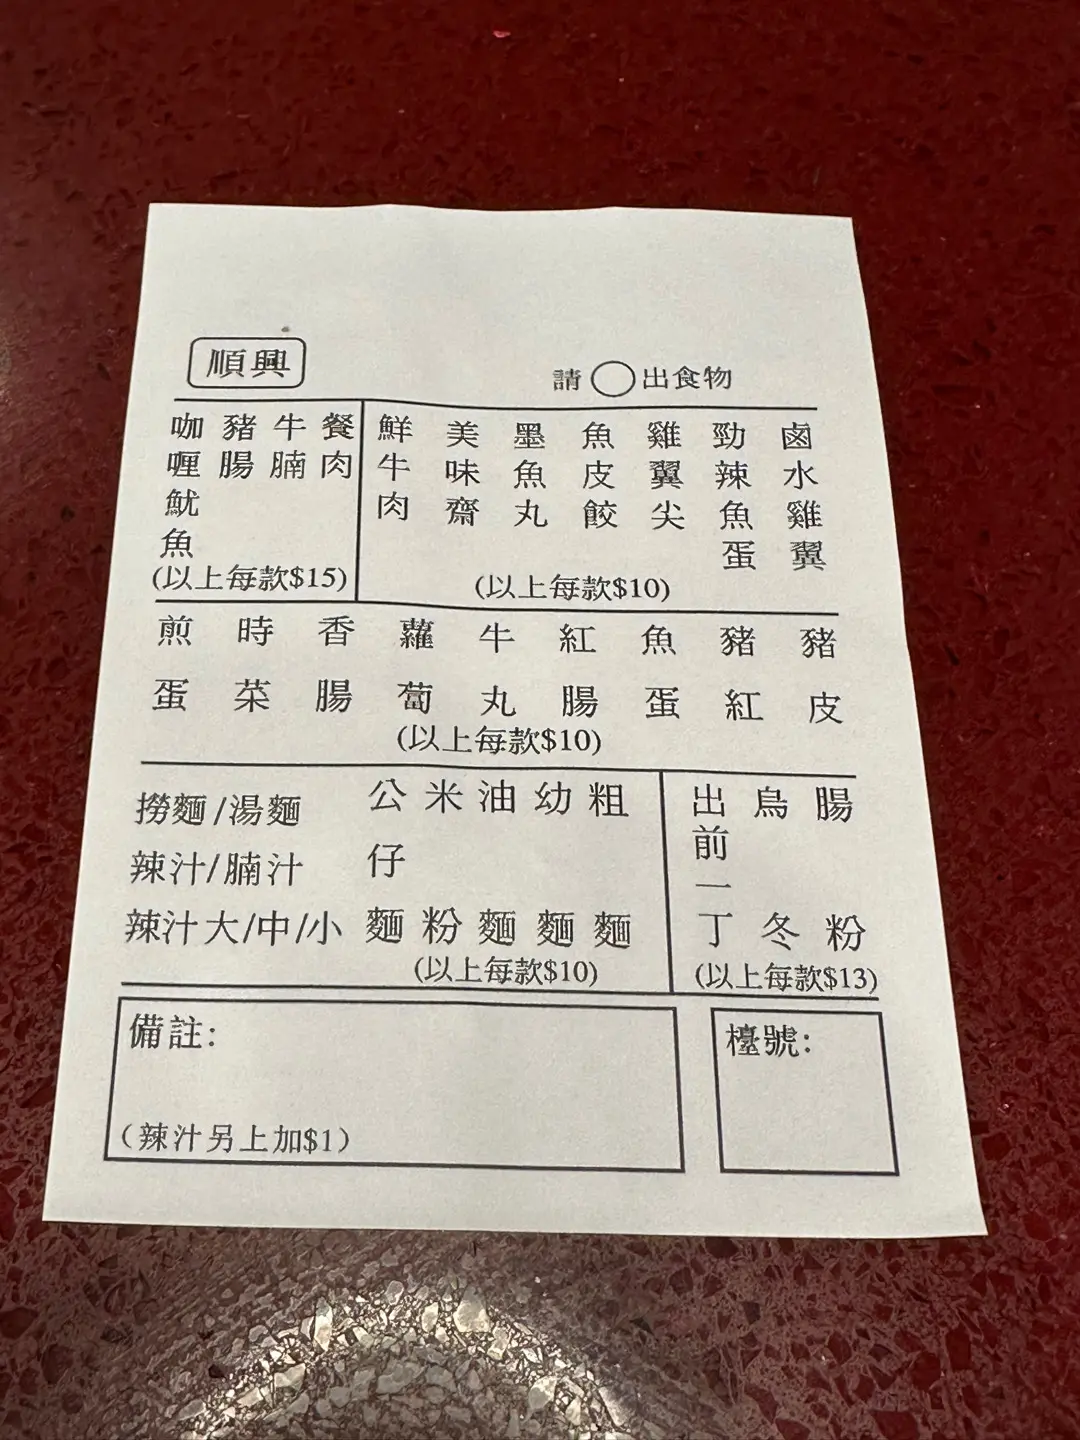 順興
請〇出食物
咖喱魷魚
豬腸
牛腩
餐肉
(以上每款$15)
鮮牛肉
美味齋
墨魚丸
魚皮餃
雞翼尖
勁辣魚蛋
鹵水雞翼
(以上每款$10)
煎蛋
時菜
香腸
蘿蔔
牛丸
紅腸
魚蛋
豬紅
豬皮
(以上每款$10)
撈麵/湯麵
辣汁/腩汁
辣汁大/中/小
公仔麵
米粉
油麵
幼麵
粗麵
(以上每款$10)
出前一丁
烏冬
腸粉
(以上每款$13)
備註:
(辣汁另上加$1)
檯號: